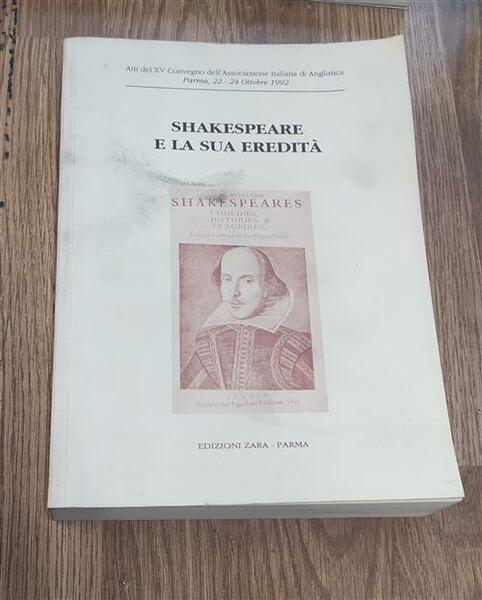 Atti del XV Convegno dell'Associazione Italiana di Anglistica
Parma, 22 - 24 Ottobre 1992
SHAKESPEARE
E LA SUA EREDITÀ
WILLIAM
SHAKESPEARES
COMEDIES,
HISTORIES, &
TRAGEDIES.
EDIZIONI ZARA - PARMA